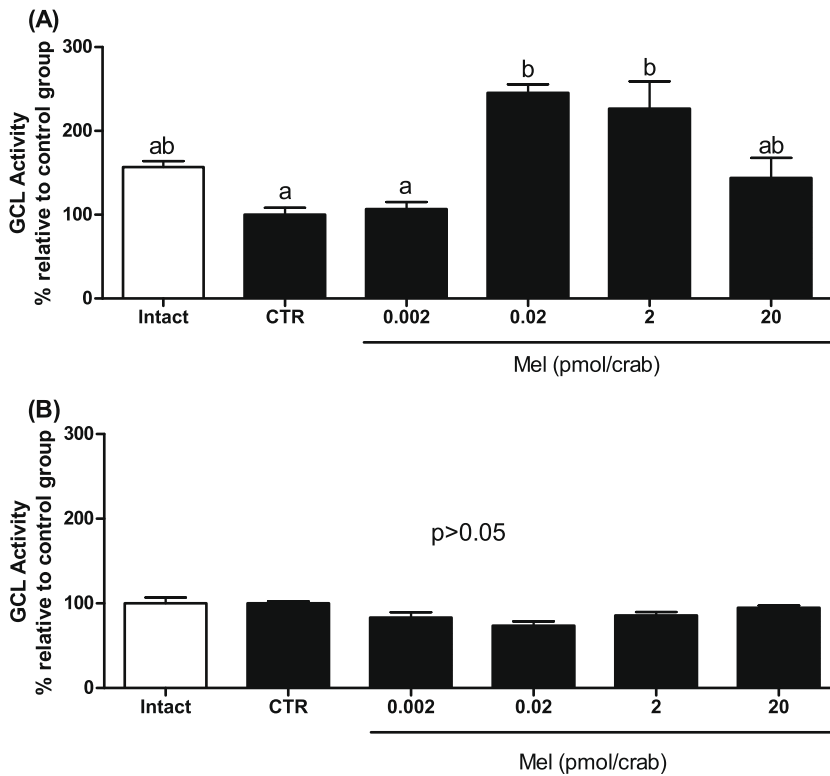 (A)
GCL Activity
% relative to control group
300
200
100
0
ab
a
a
b
b
ab
Intact CTR 0.002 0.02 2 20
Mel (pmol/crab)
(B)
GCL Activity
% relative to control group
300
200
100
0
p>0.05
Intact CTR 0.002 0.02 2 20
Mel (pmol/crab)